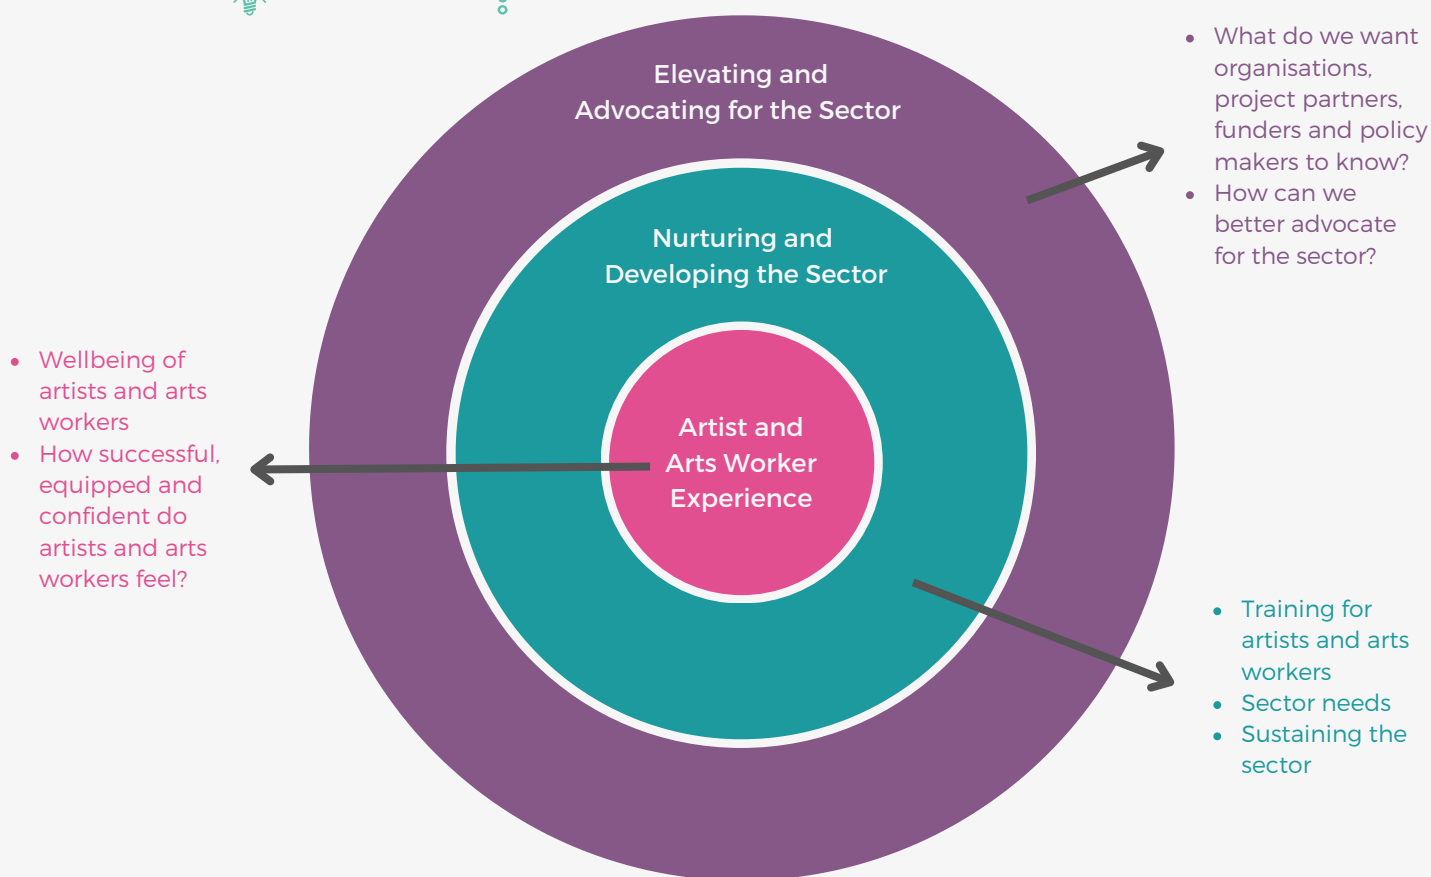 Elevating and
Advocating for the Sector
• What do we want
organisations,
project partners,
funders and policy
makers to know?
• How can we
better advocate
for the sector?
Nurturing and
Developing the Sector
• Wellbeing of
artists and arts
workers
• How successful,
equipped and
confident do
artists and arts
workers feel?
Artist and
Arts Worker
Experience
• Training for
artists and arts
workers
• Sector needs
• Sustaining the
sector